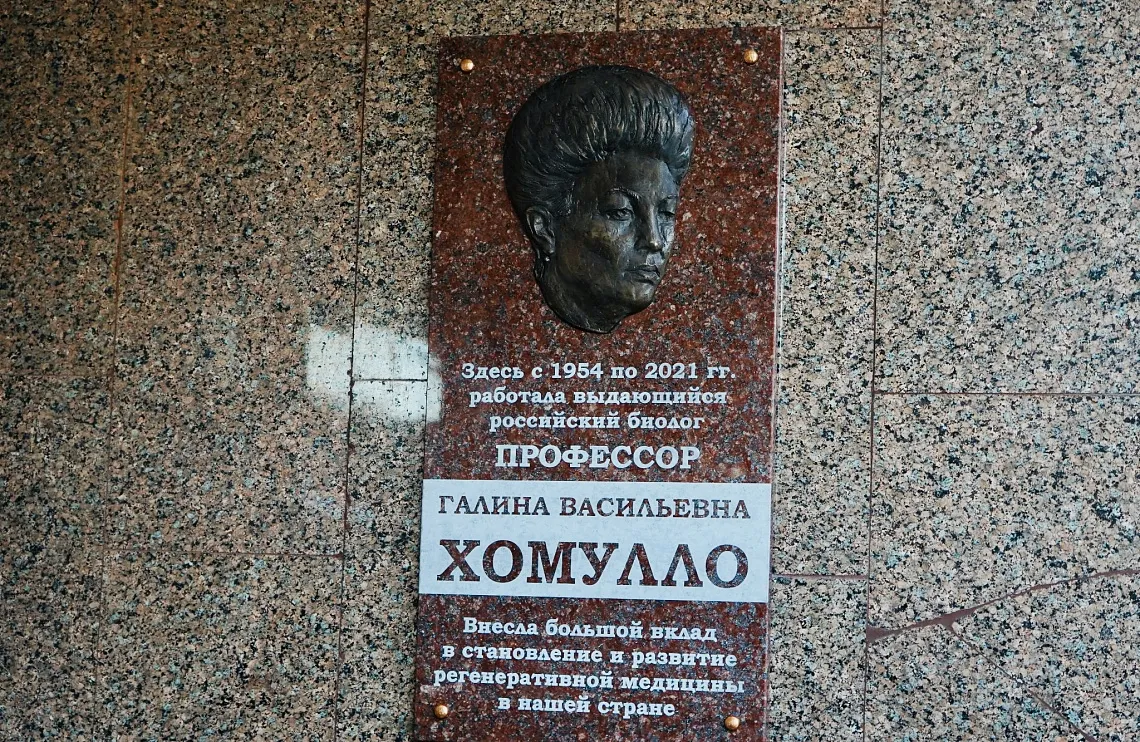 Здесь с 1954 по 2021 гг.
работала выдающийся
российский биолог
ПРОФЕССОР
ГАЛИНА ВАСИЛЬЕВНА
ХОМУЛЛО
Внесла большой вклад
в становление и развитие
регенеративной медицины
в нашей стране